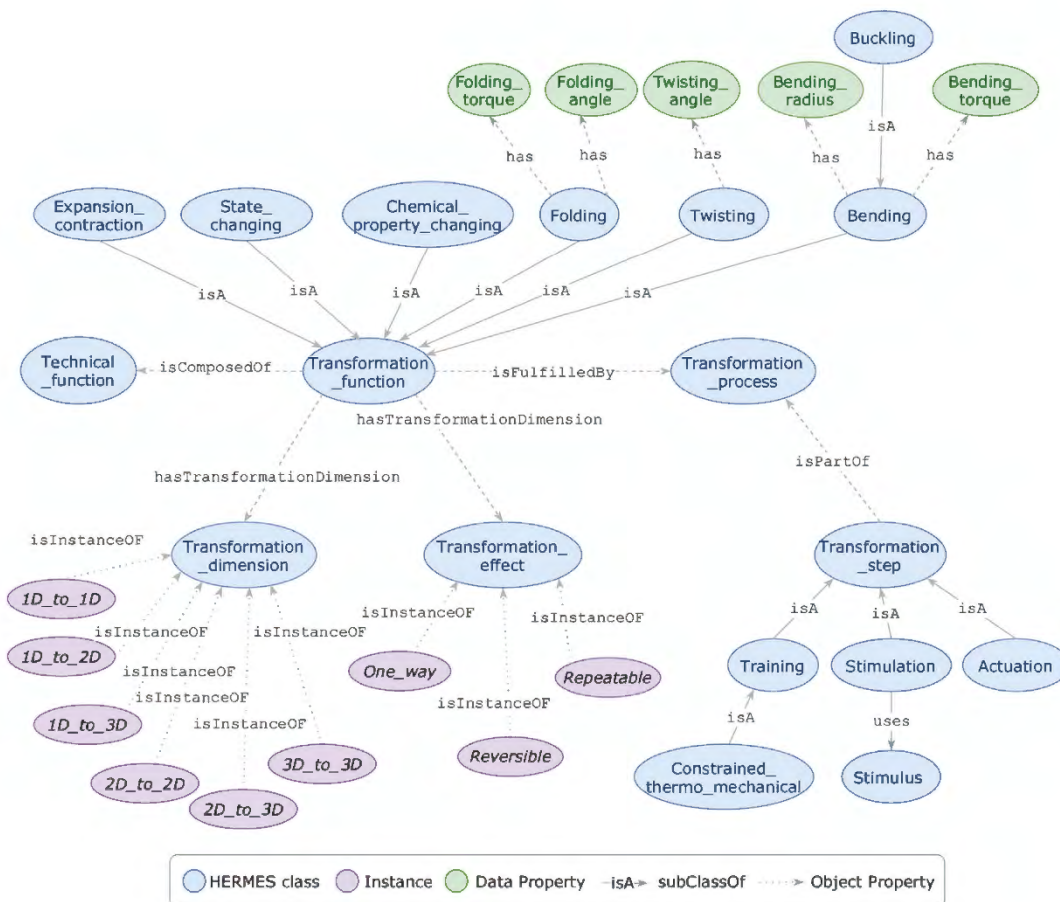 Buckling
Folding_
torque
Folding_
angle
Twisting_
angle
Bending_
radius
Bending_
torque
isA
has
has
has
has
has
Expansion_
contraction
State_
changing
Chemical_
property_changing
Folding
Twisting
Bending
isA
isA
isA
isA
isA
isA
Technical
_function
isComposedOf
Transformation
_function
isFulfilledBy
Transformation
_process
hasTransformationDimension
hasTransformationDimension
isPartOf
isInstanceOF
Transformation
_dimension
Transformation_
effect
Transformation
_step
1D_to_1D
isInstanceOF
isInstanceOF
isInstanceOF
isInstanceOF
isA
isA
isA
1D_to_2D
isInstanceOF
One_way
Repeatable
Training
Stimulation
Actuation
isInstanceOF
isInstanceOF
isInstanceOF
1D_to_3D
isA
uses
2D_to_2D
3D_to_3D
Reversible
2D_to_3D
Constrained_
thermo_mechanical
Stimulus
HERMES class
Instance
Data Property
isA
subClassOf
Object Property